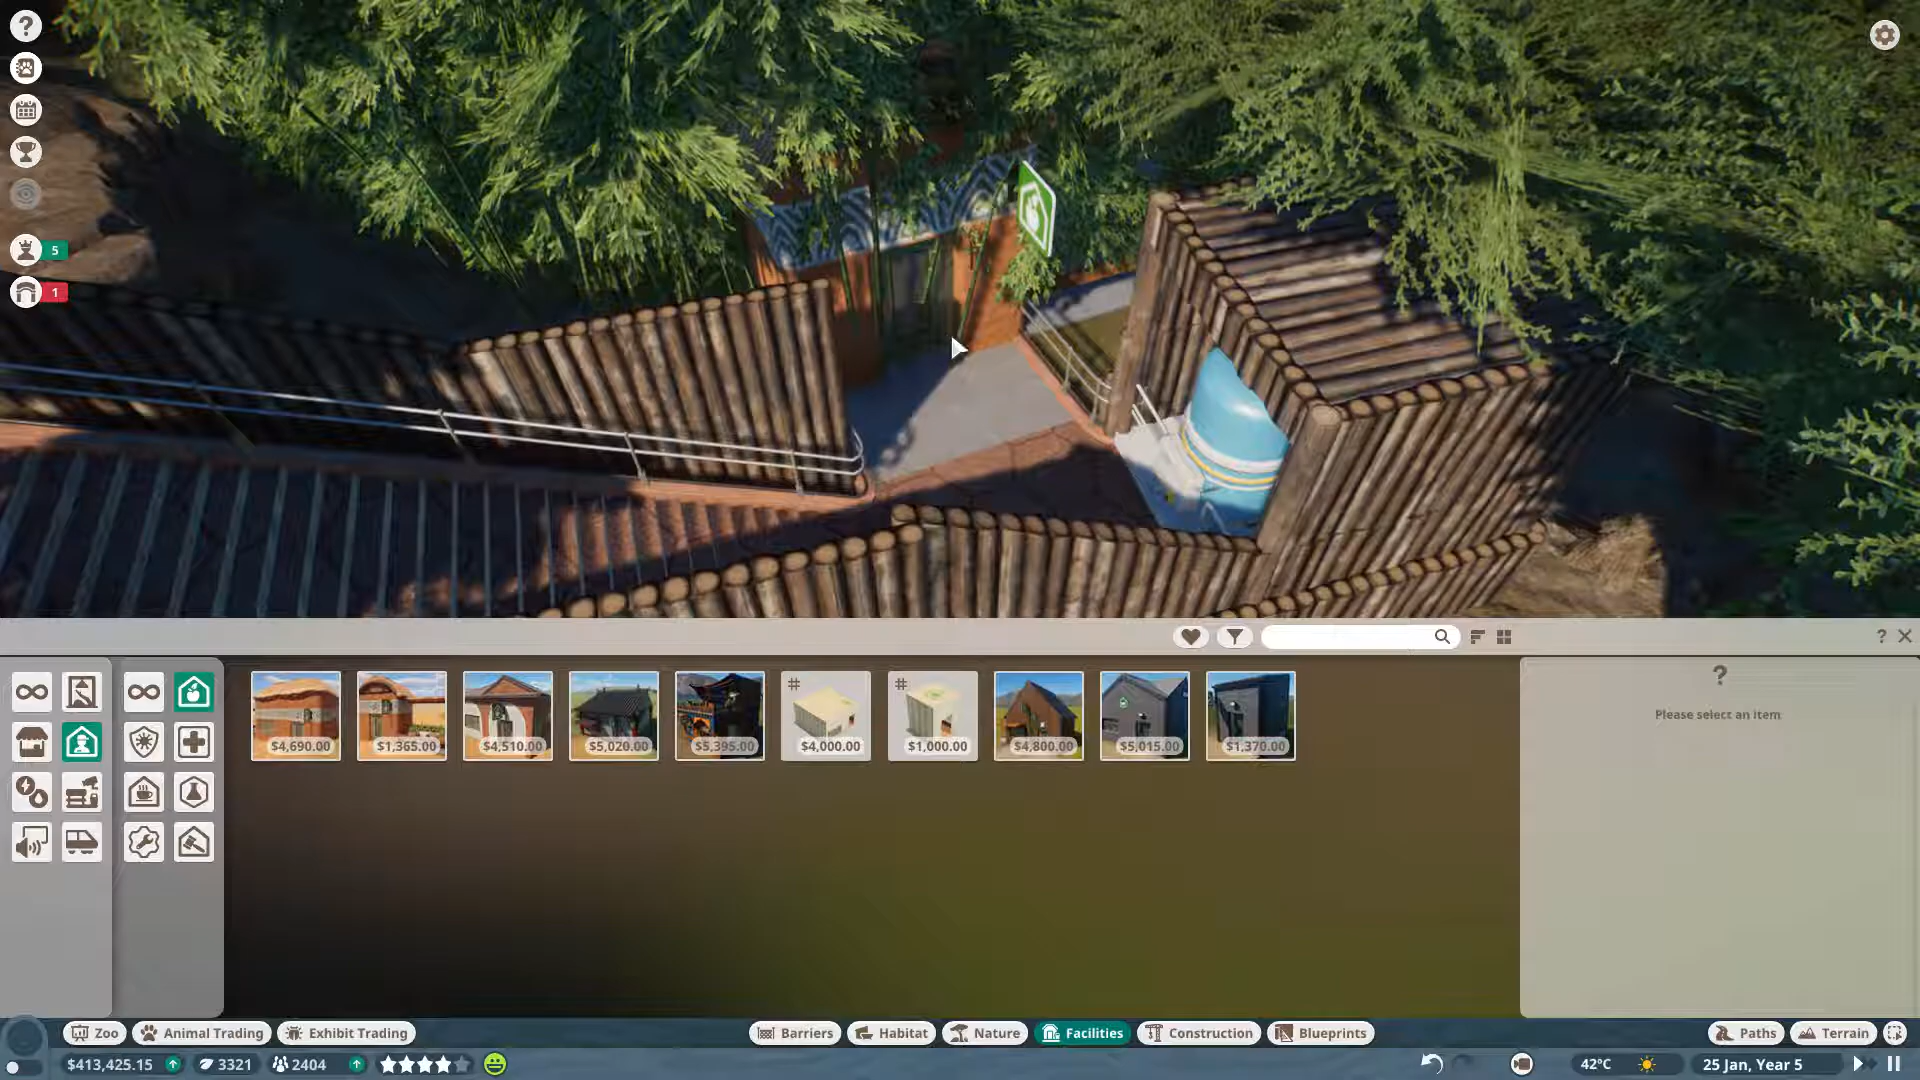 ?
5
1
?
$4,690.00
$1,365.00
$4,510.00
$5,020.00
$5,395.00
#
$4,000.00
#
$1,000.00
$4,800.00
$5,015.00
$1,370.00
?
Please select an item
Zoo
Animal Trading
Exhibit Trading
Barriers
Habitat
Nature
Facilities
Construction
Blueprints
Paths
Terrain
$413,425.15
3321
2404
42°C
25 Jan, Year 5